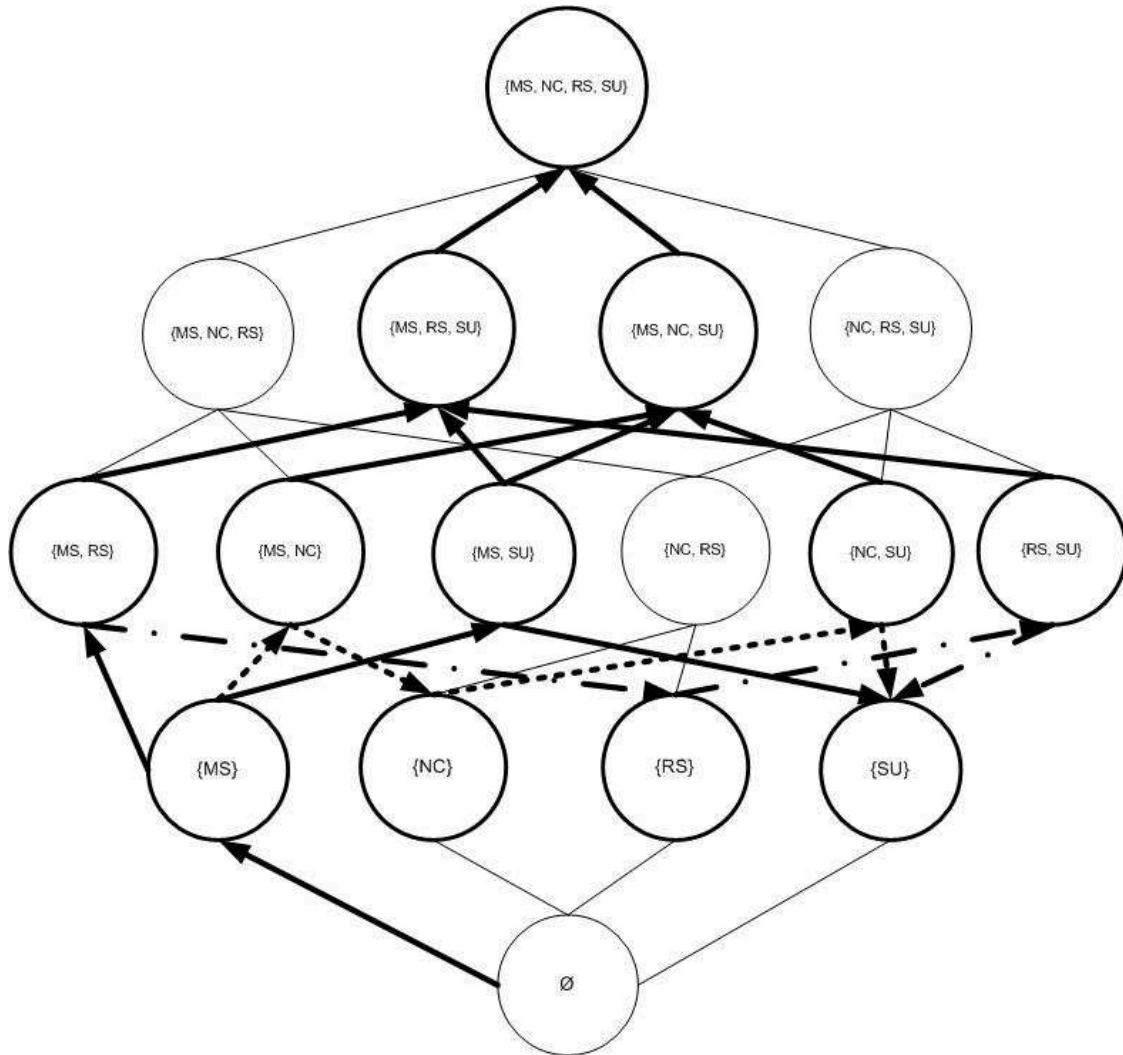 {MS, NC, RS, SU}
{MS, NC, RS}
{MS, RS, SU}
{MS, NC, SU}
{NC, RS, SU}
{MS, RS}
{MS, NC}
{MS, SU}
{NC, RS}
{NC, SU}
{RS, SU}
{MS}
{NC}
{RS}
{SU}
Ø